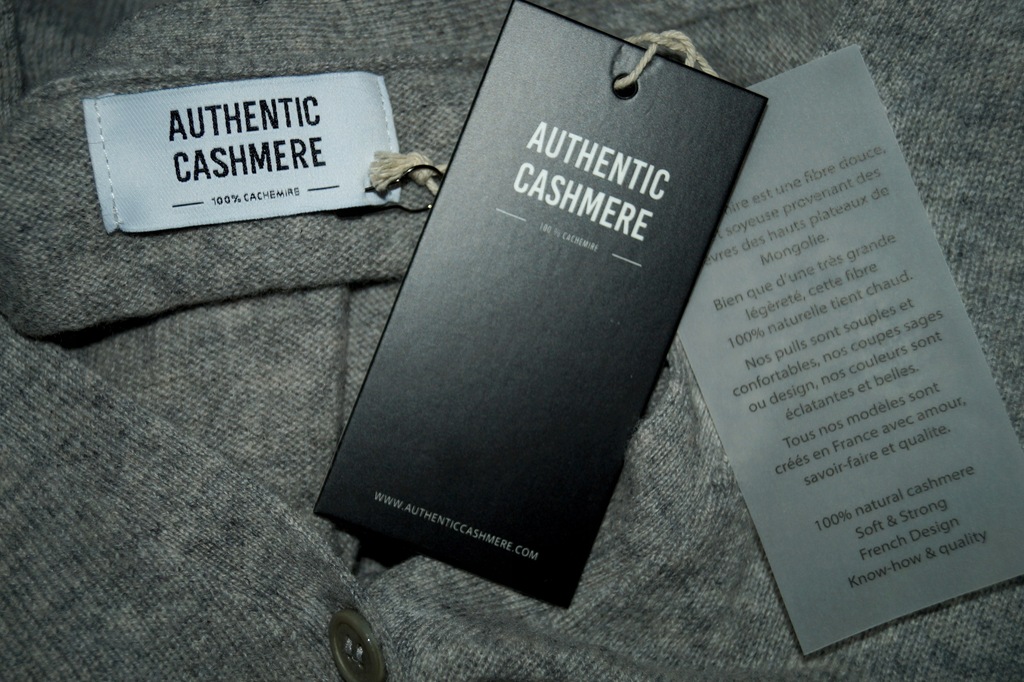 AUTHENTIC
CASHMERE
100% CACHEMIRE
AUTHENTIC
CASHMERE
100 % CACHEMIRE
WWW.AUTHENTICCASHMERE.COM
est une fibre douce,
soyeuse provenant des
des hauts plateaux de
Mongolie.
Bien que d'une très grande
légèreté, cette fibre
100% naturelle tient chaud.
Nos pulls sont souples et
confortables, nos coupes sages
ou design, nos couleurs sont
éclatantes et belles.
Tous nos modèles sont
créés en France avec amour,
savoir-faire et qualite.
100% natural cashmere
Soft & Strong
French Design
Know-how & quality